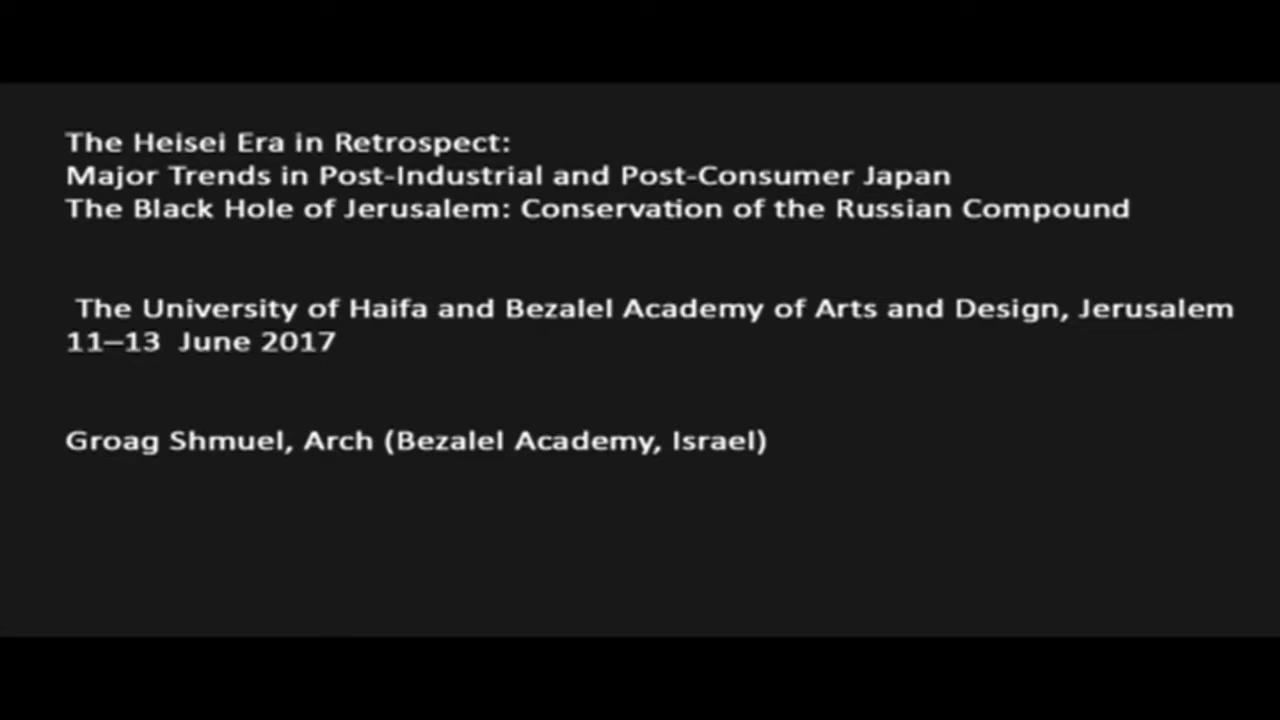 The Heisei Era in Retrospect:
Major Trends in Post-Industrial and Post-Consumer Japan
The Black Hole of Jerusalem: Conservation of the Russian Compound
The University of Haifa and Bezalel Academy of Arts and Design, Jerusalem
11–13 June 2017
Groag Shmuel, Arch (Bezalel Academy, Israel)